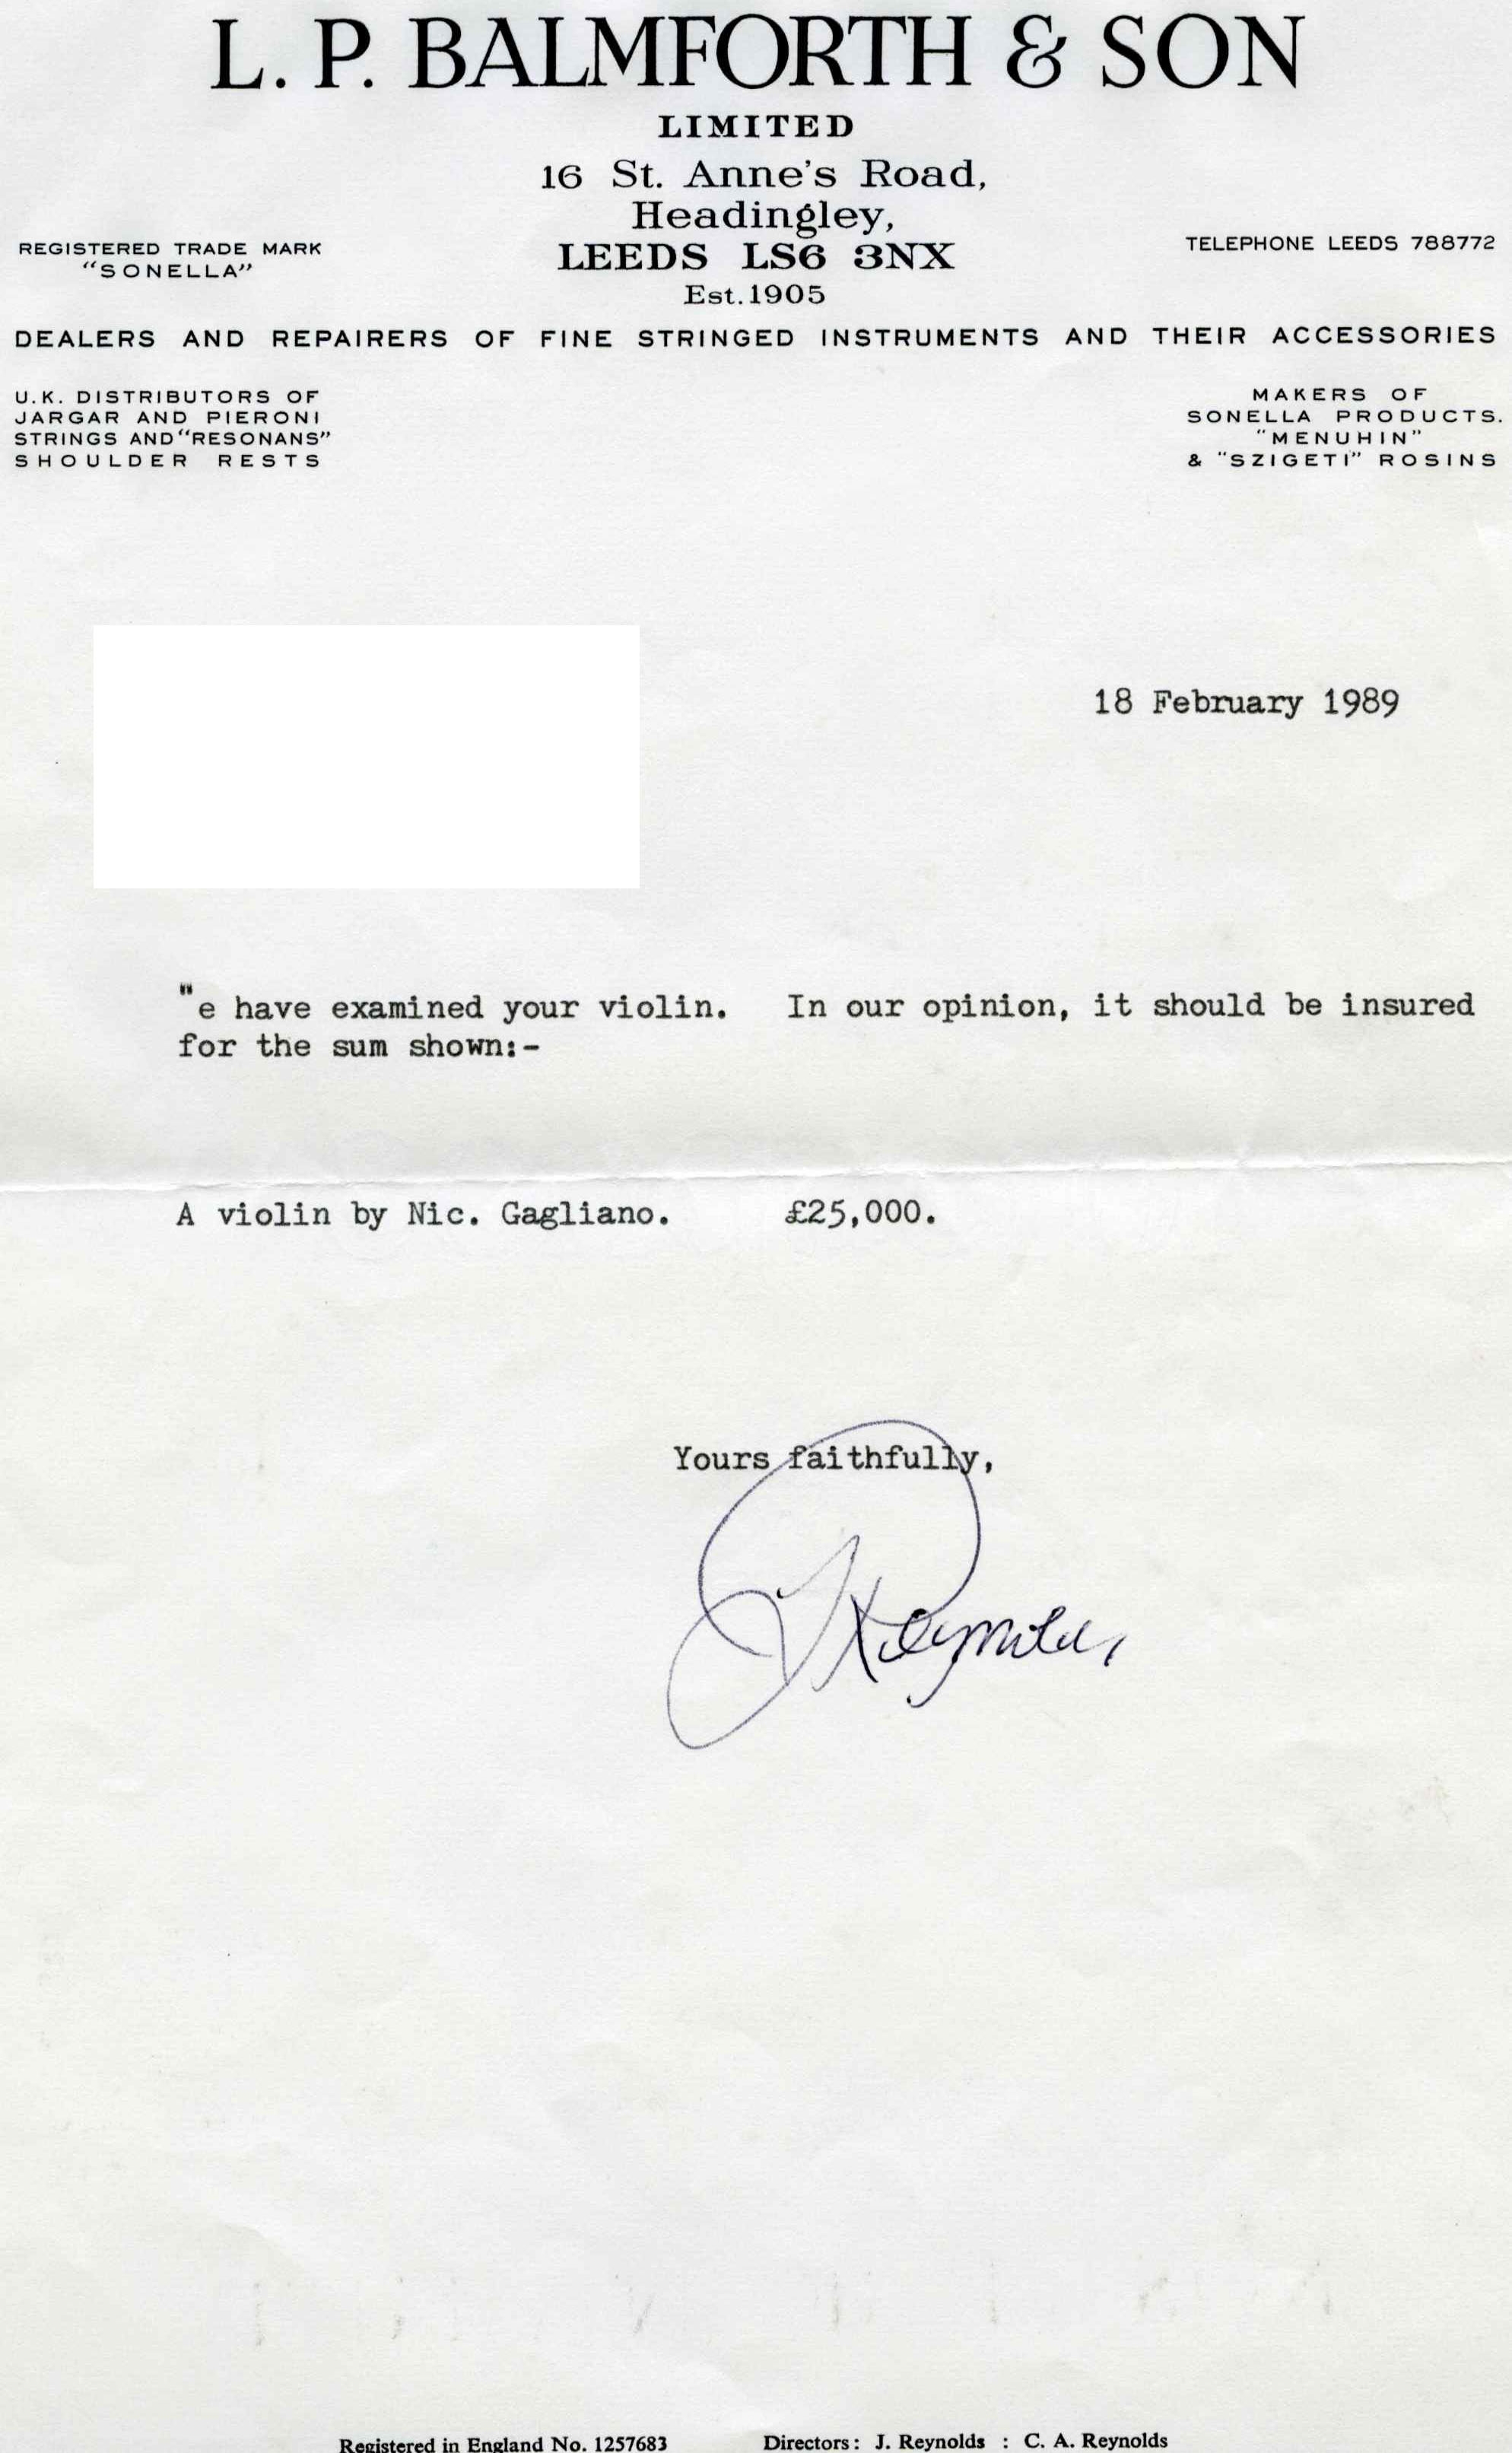 L. P. BALMFORTH & SON
LIMITED
16 St. Anne's Road,
Headingley,
LEEDS LS6 3NX
Est. 1905
REGISTERED TRADE MARK
“SONELLA”
TELEPHONE LEEDS 788772
DEALERS AND REPAIRERS OF FINE STRINGED INSTRUMENTS AND THEIR ACCESSORIES
U.K. DISTRIBUTORS OF
JARGAR AND PIERONI
STRINGS AND “RESONANS”
SHOULDER RESTS
MAKERS OF
SONELLA PRODUCTS.
“MENUHIN”
& “SZIGETI” ROSINS
18 February 1989
"e have examined your violin. In our opinion, it should be insured
for the sum shown:-
A violin by Nic. Gagliano. £25,000.
Yours faithfully,
J Reynolds
Registered in England No. 1257683 Directors: J. Reynolds : C. A. Reynolds